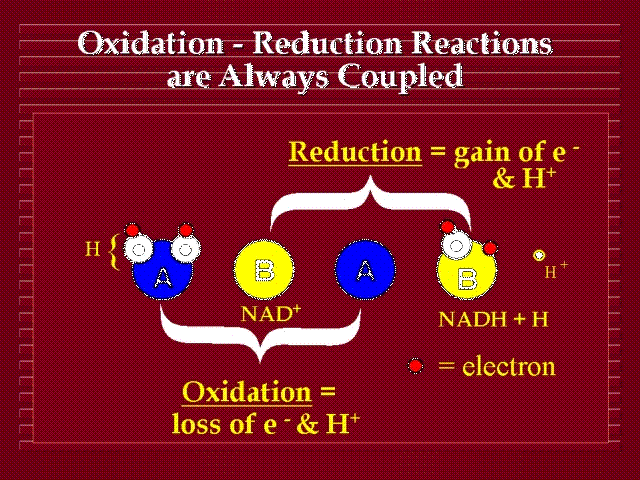 Oxidation - Reduction Reactions
are Always Coupled
Reduction = gain of e⁻
& H⁺
H {
A
B
A
B
H⁺
NAD⁺
NADH + H
= electron
Oxidation =
loss of e⁻ & H⁺